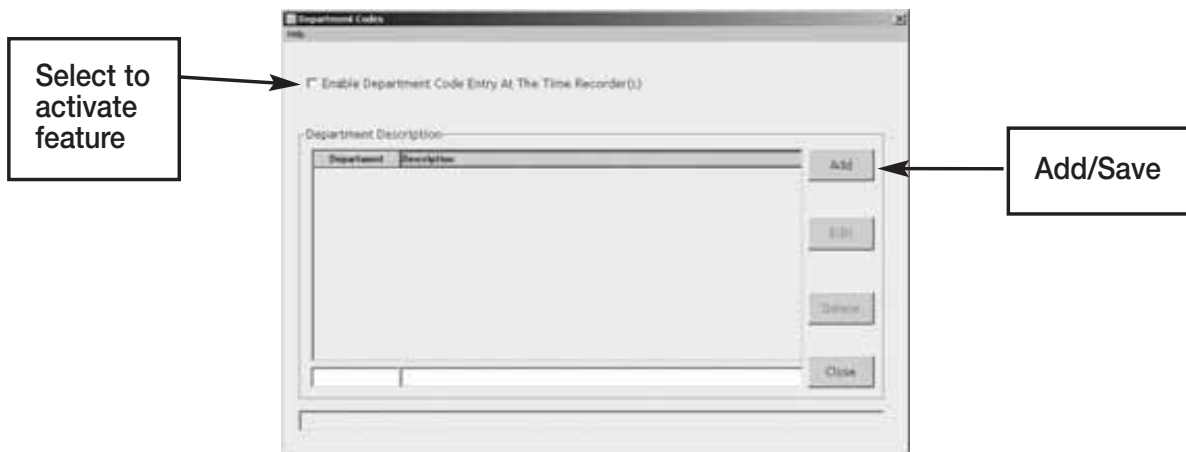 Department Codes
Help
Select to
activate
feature
Enable Department Code Entry At The Time Recorder(s)
Department Description
Department Description
Add
Add/Save
Edit
Delete
Close